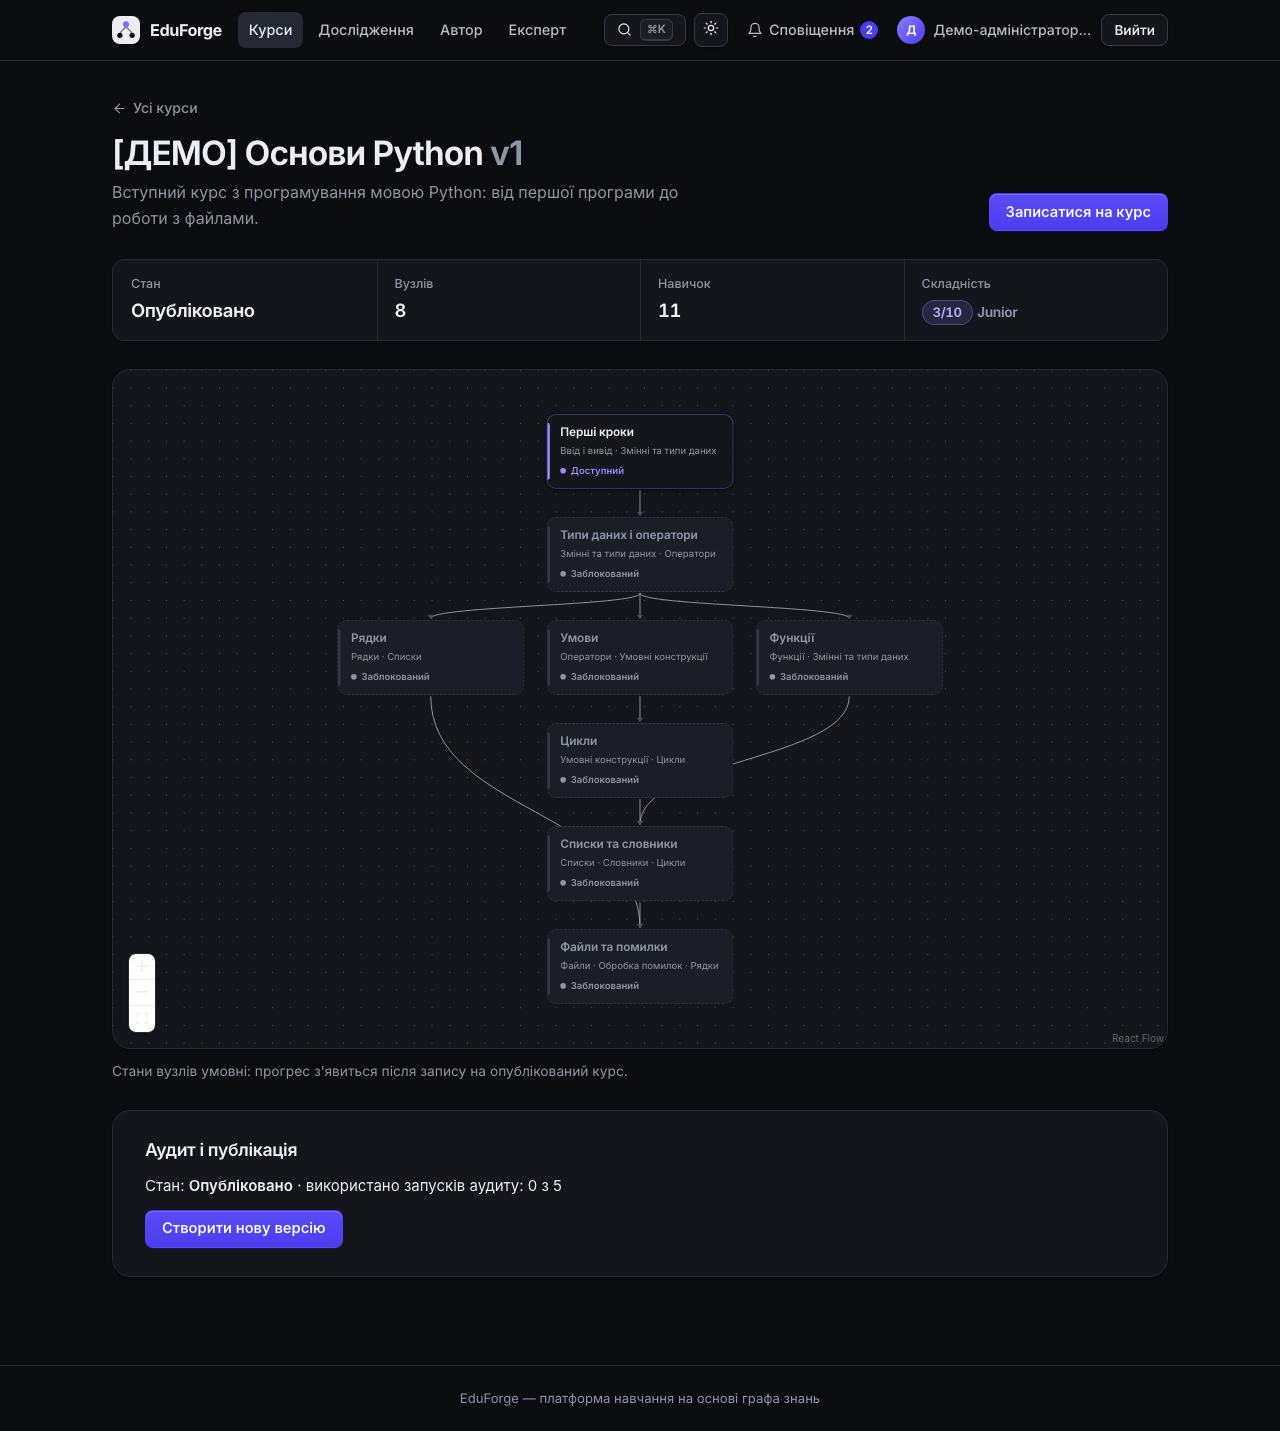 EduForge
Курси
Дослідження
Автор
Експерт
⌘K
Сповіщення 2
Д Демо-адміністратор...
Вийти
← Усі курси
[ДЕМО] Основи Python v1
Вступний курс з програмування мовою Python: від першої програми до
роботи з файлами.
Записатися на курс
Стан
Опубліковано
Вузлів
8
Навичок
11
Складність
3/10 Junior
Перші кроки
Ввід і вивід · Змінні та типи даних
Доступний
Типи даних і оператори
Змінні та типи даних · Оператори
Заблокований
Рядки
Рядки · Списки
Заблокований
Умови
Оператори · Умовні конструкції
Заблокований
Функції
Функції · Змінні та типи даних
Заблокований
Цикли
Умовні конструкції · Цикли
Заблокований
Списки та словники
Списки · Словники · Цикли
Заблокований
Файли та помилки
Файли · Обробка помилок · Рядки
Заблокований
React Flow
Стани вузлів умовні: прогрес з’явиться після запису на опублікований курс.
Аудит і публікація
Стан: Опубліковано · використано запусків аудиту: 0 з 5
Створити нову версію
EduForge — платформа навчання на основі графа знань